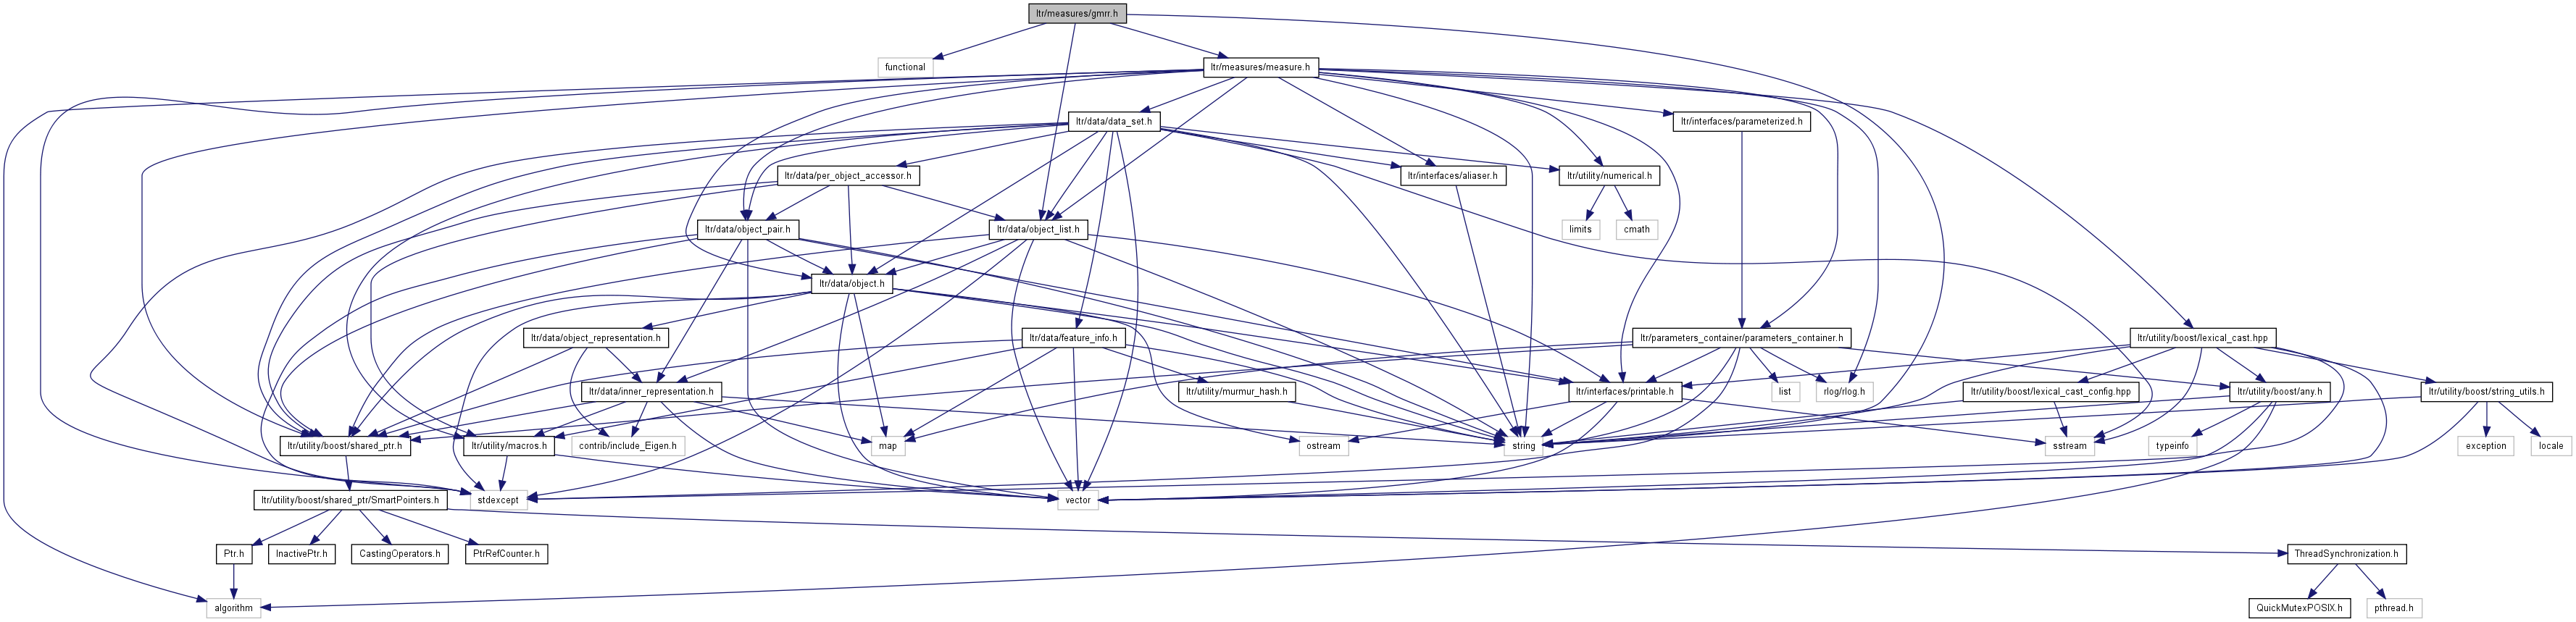 ltr/measures/gmrr.h
functional
ltr/measures/measure.h
ltr/data/data_set.h
ltr/interfaces/parameterized.h
ltr/data/per_object_accessor.h
ltr/interfaces/aliaser.h
ltr/utility/numerical.h
ltr/data/object_pair.h
ltr/data/object_list.h
limits
cmath
ltr/data/object.h
ltr/data/object_representation.h
ltr/data/feature_info.h
ltr/parameters_container/parameters_container.h
ltr/utility/boost/lexical_cast.hpp
ltr/data/inner_representation.h
ltr/utility/murmur_hash.h
ltr/interfaces/printable.h
list
rlog/rlog.h
ltr/utility/boost/lexical_cast_config.hpp
ltr/utility/boost/any.h
ltr/utility/boost/string_utils.h
ltr/utility/boost/shared_ptr.h
ltr/utility/macros.h
contrib/include_Eigen.h
map
ostream
string
sstream
typeinfo
exception
locale
ltr/utility/boost/shared_ptr/SmartPointers.h
stdexcept
vector
Ptr.h
InactivePtr.h
CastingOperators.h
PtrRefCounter.h
ThreadSynchronization.h
algorithm
QuickMutexPOSIX.h
pthread.h